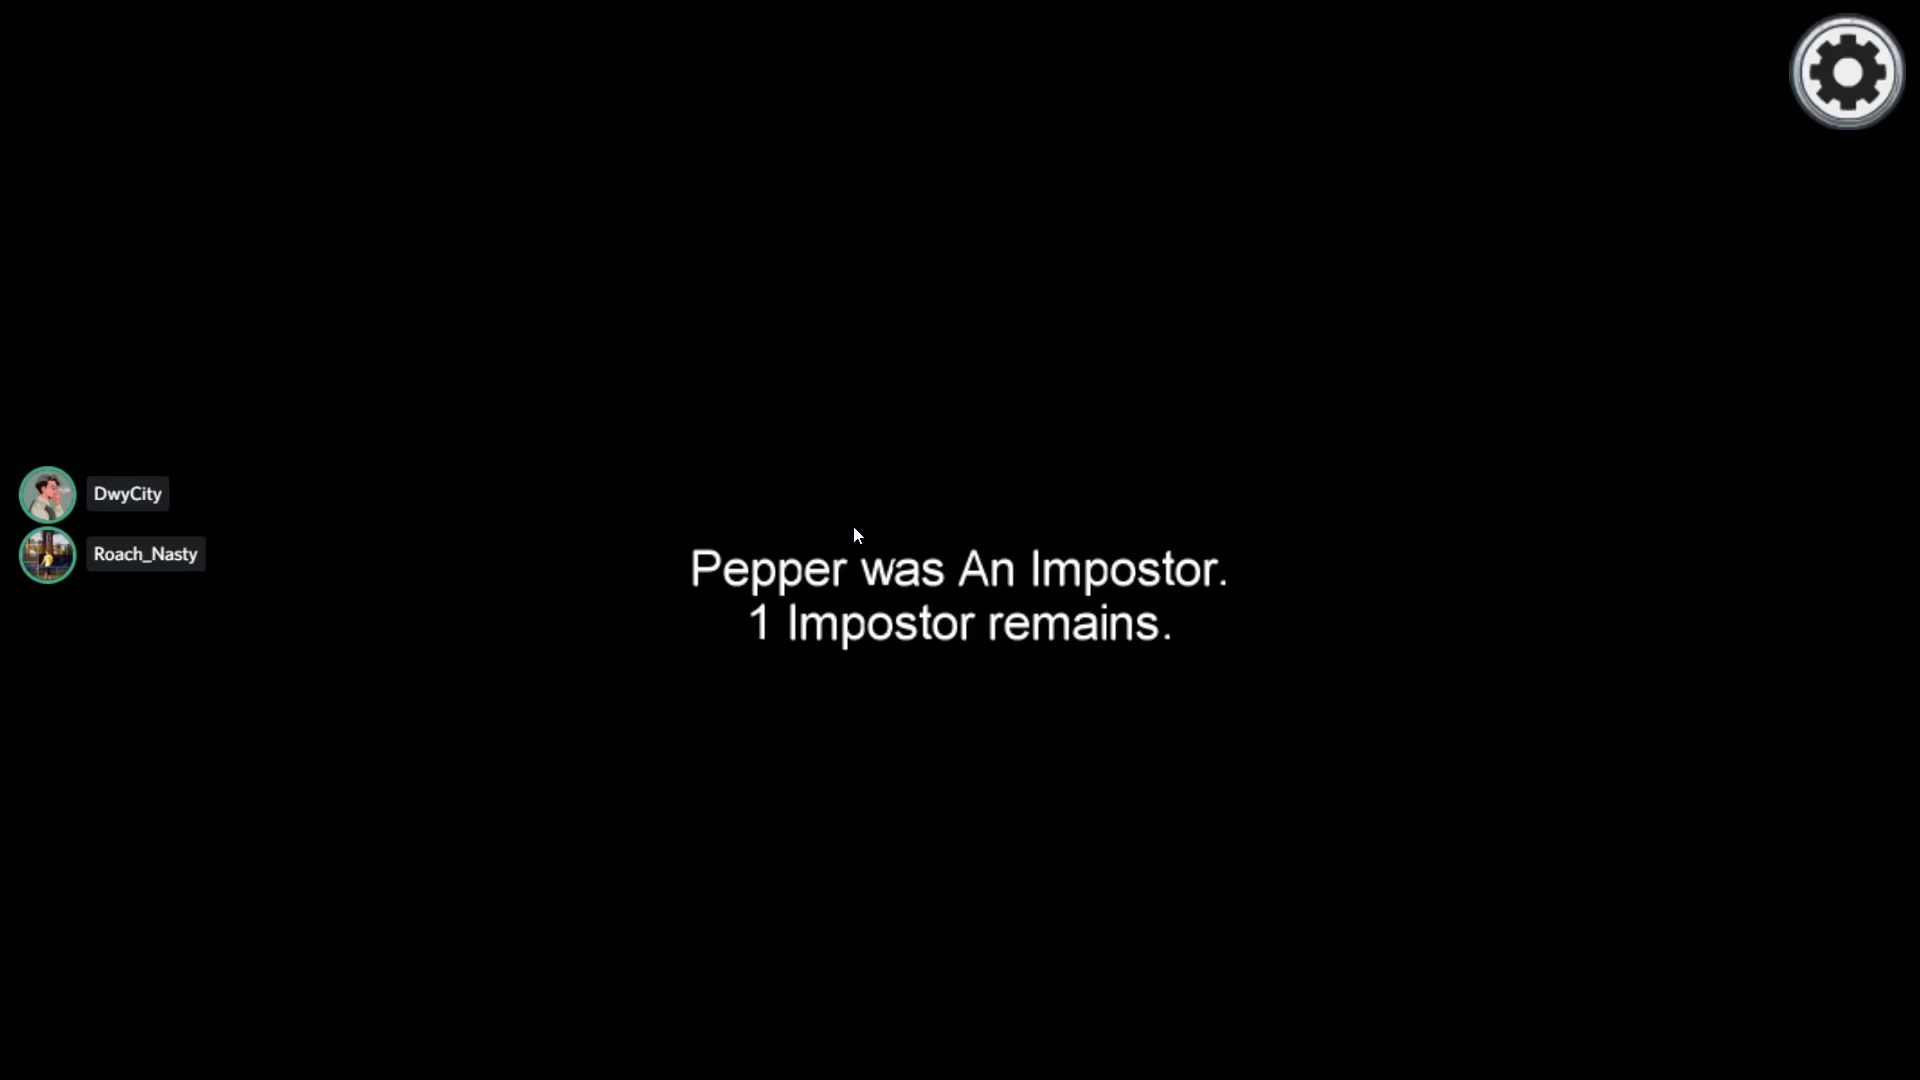 DwyCity
Roach_Nasty
Pepper was An Impostor.
1 Impostor remains.